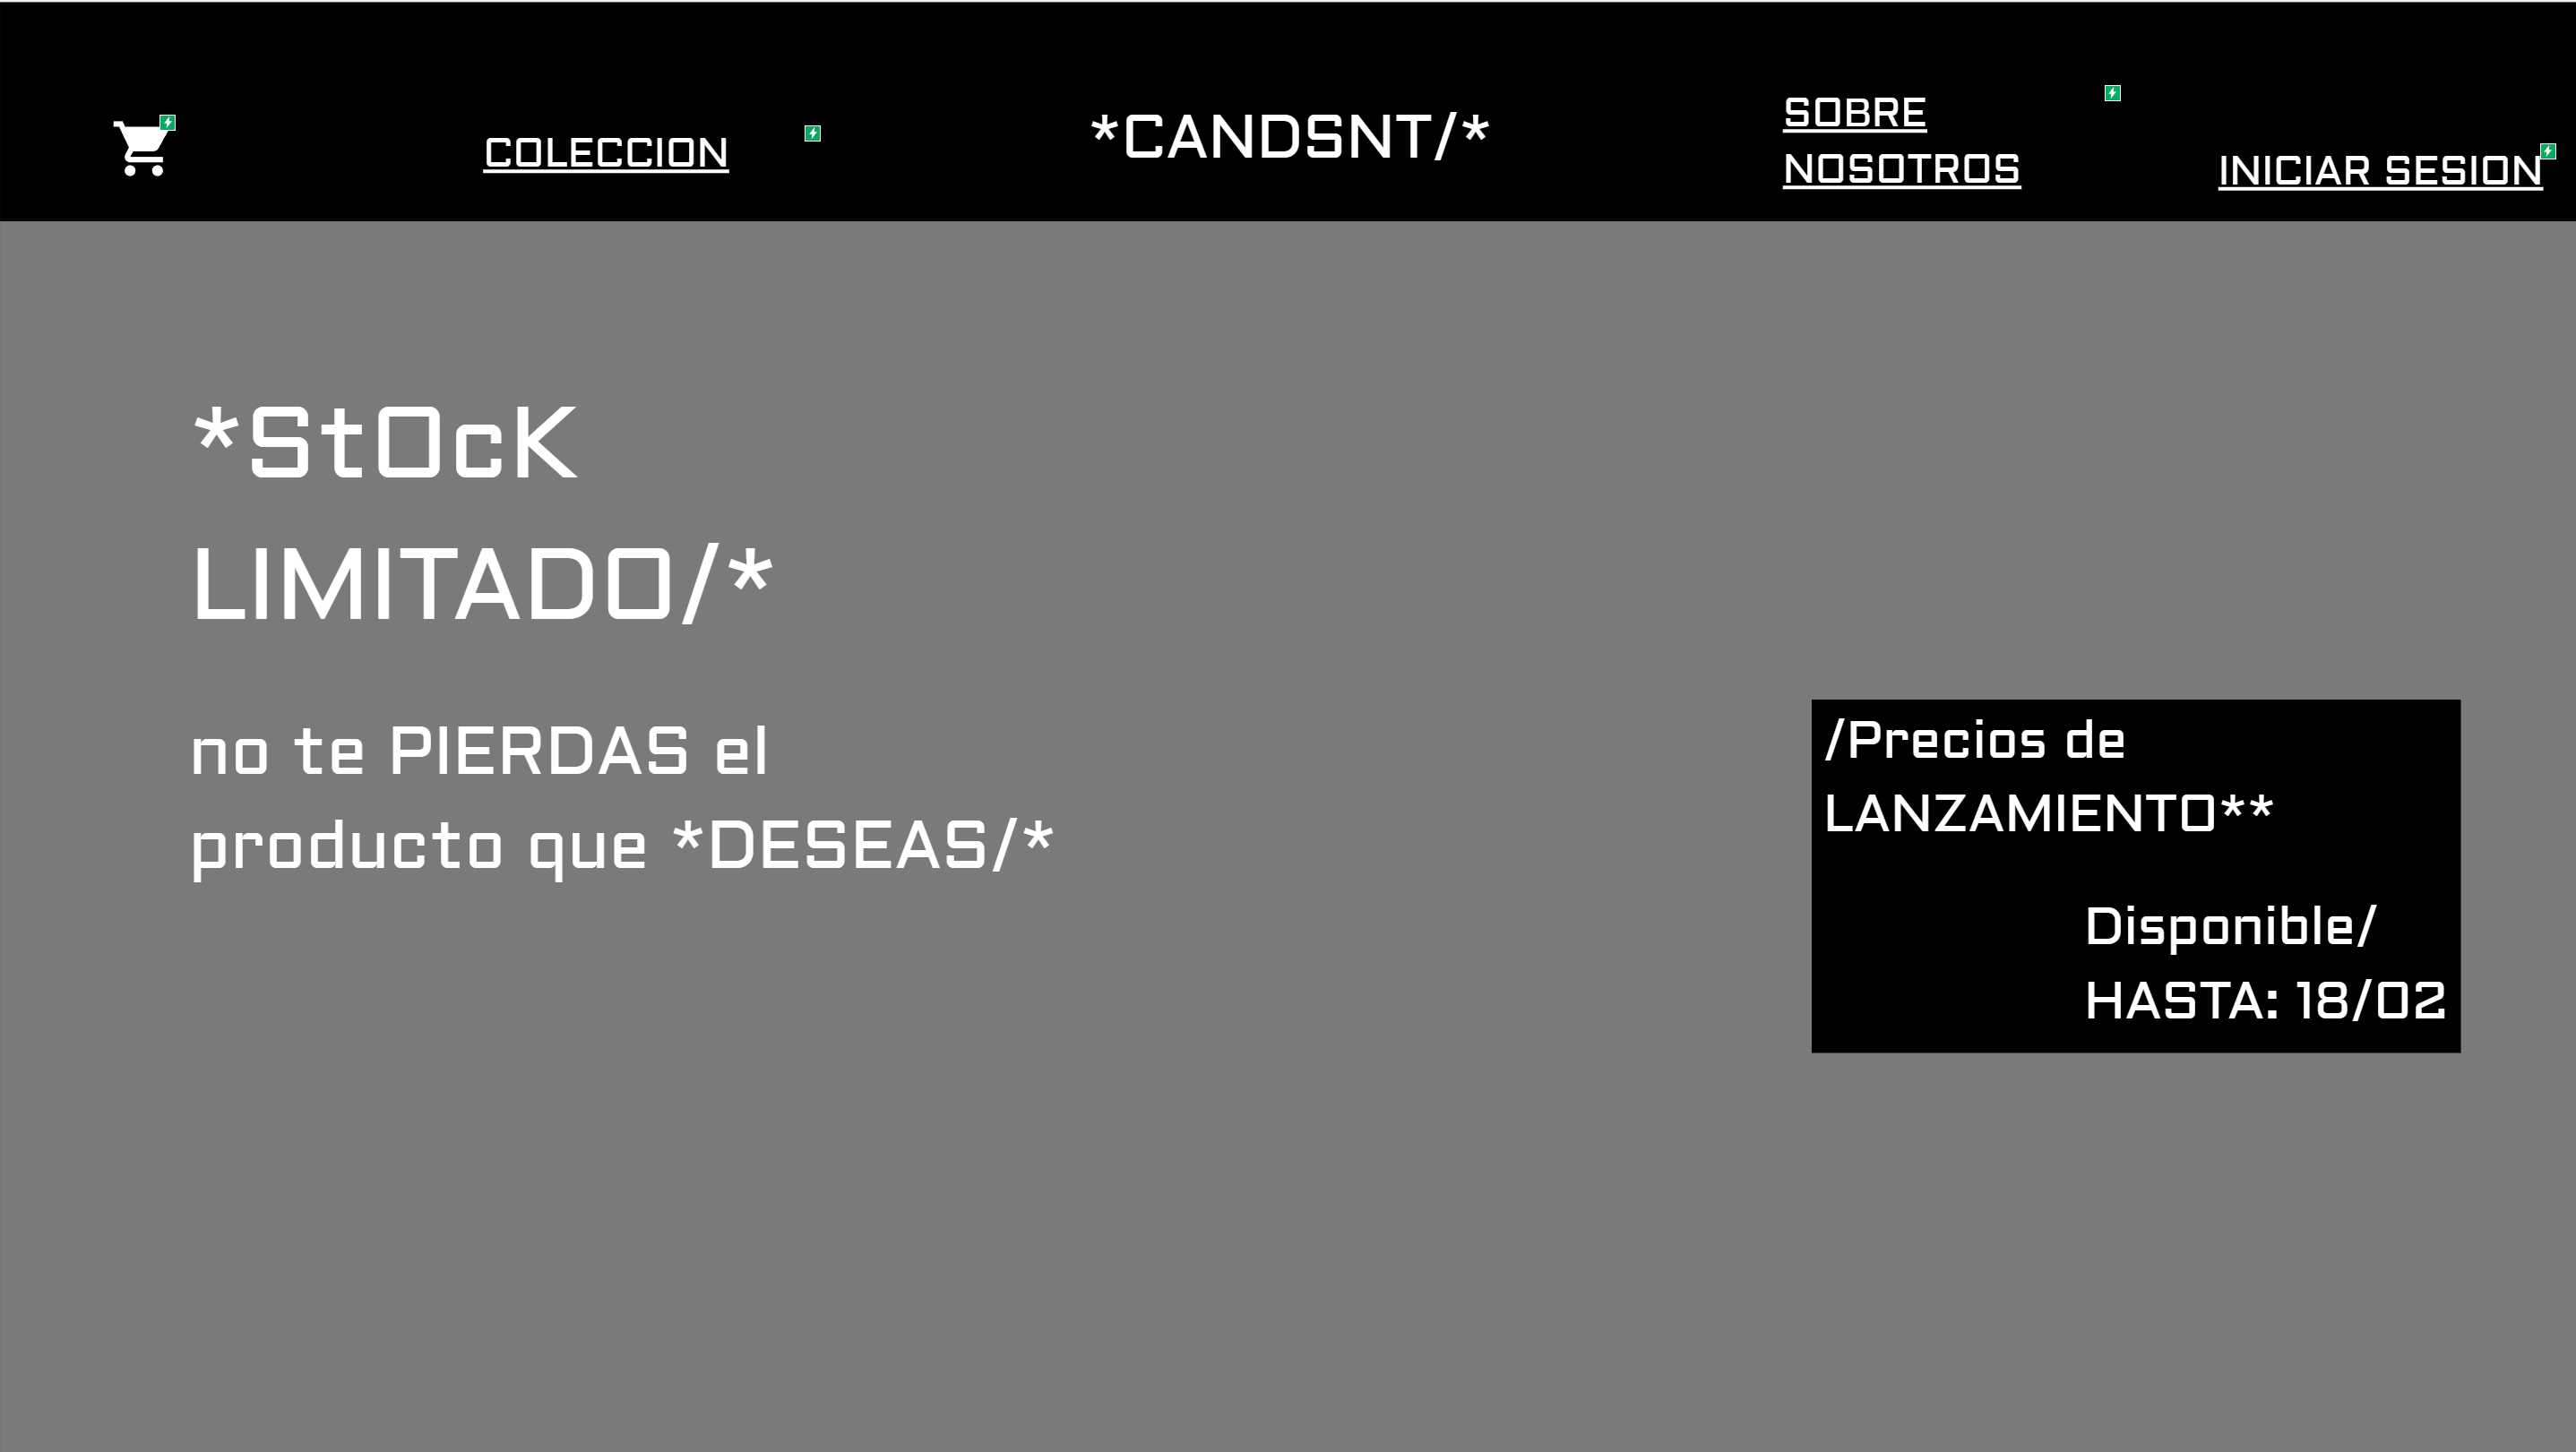 COLECCION
*CANDSNT/*
SOBRE
NOSOTROS
INICIAR SESION
*StOcK
LIMITADO/*
no te PIERDAS el
producto que *DESEAS/*
/Precios de
LANZAMIENTO**
Disponible/
HASTA: 18/02